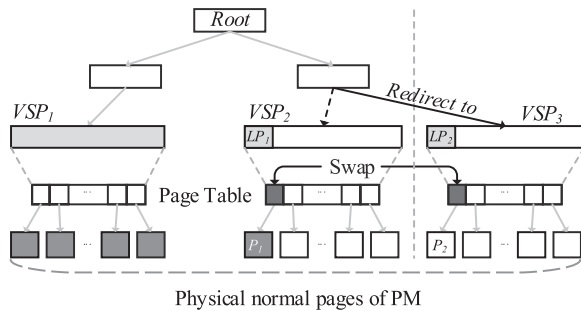 Root
Redirect to
VSP1
VSP2
VSP3
LP1
LP2
Swap
...
...
...
Page Table
P1
P2
...
...
...
Physical normal pages of PM